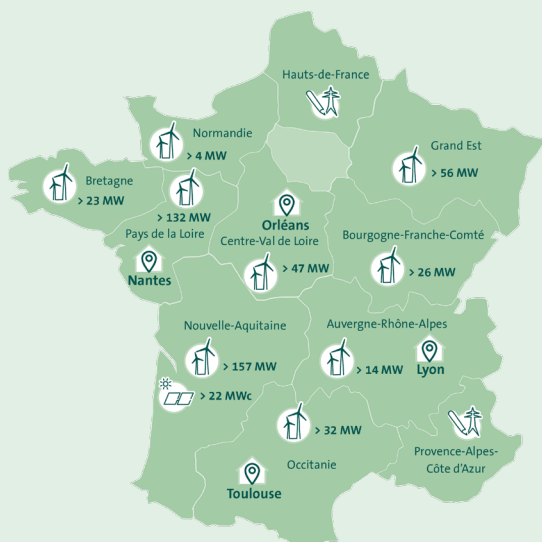 Hauts-de-France
Normandie
> 4 MW
Grand Est
> 56 MW
Bretagne
> 23 MW
> 132 MW
Pays de la Loire
Nantes
Orléans
Centre-Val de Loire
> 47 MW
Bourgogne-Franche-Comté
> 26 MW
Nouvelle-Aquitaine
> 157 MW
> 22 MWc
Auvergne-Rhône-Alpes
> 14 MW
Lyon
> 32 MW
Occitanie
Toulouse
Provence-Alpes-
Côte d'Azur